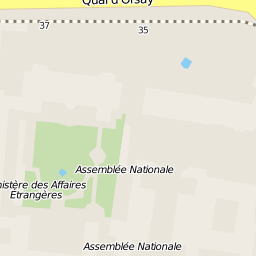 Quai d'Orsay
37
35
Assemblée Nationale
nistère des Affaires
Étrangères
Assemblée Nationale